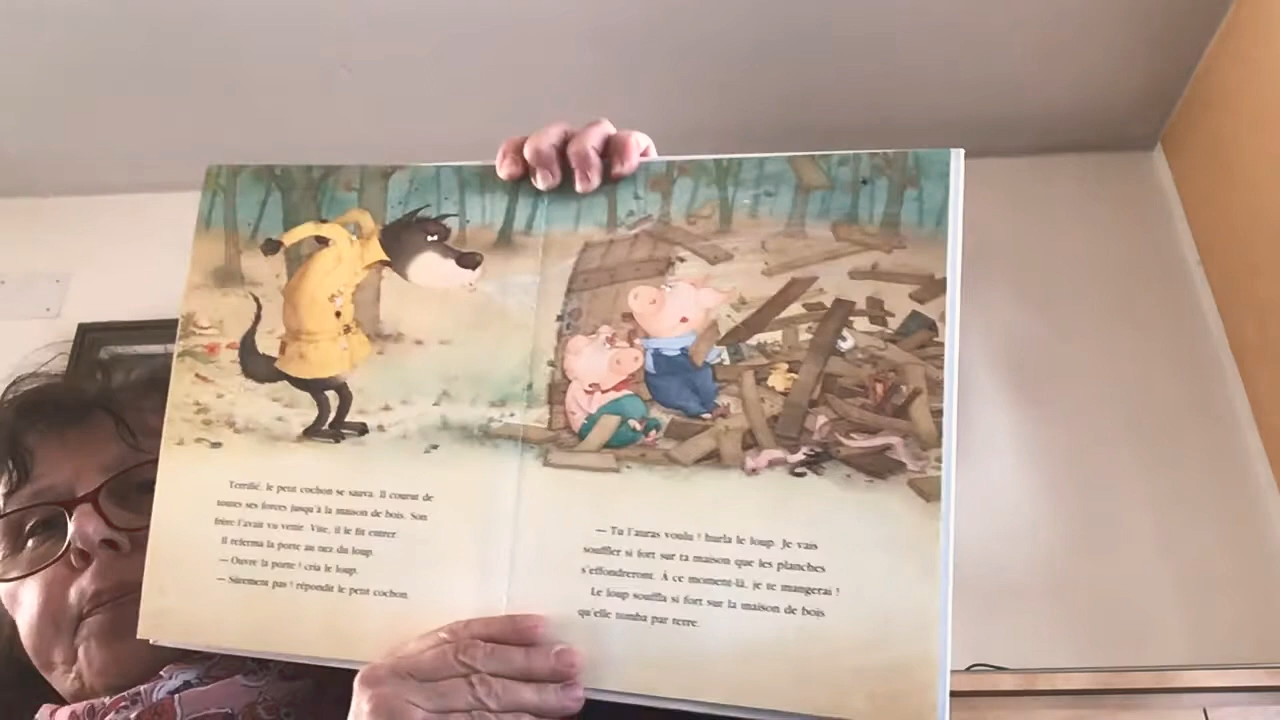 Terrifié, le petit cochon se sauva. Il courut de
toutes ses forces jusqu'à la maison de bois. Son
frère l'avait vu venir. Vite, il le fit entrer.
Il referma la porte au nez du loup.
— Ouvre la porte ! cria le loup.
— Sûrement pas ! répondit le petit cochon.
— Tu l'auras voulu ! hurla le loup. Je vais
souffler si fort sur ta maison que les planches
s'effondreront. À ce moment-là, je te mangerai !
Le loup souffla si fort sur la maison de bois
qu'elle tomba par terre.